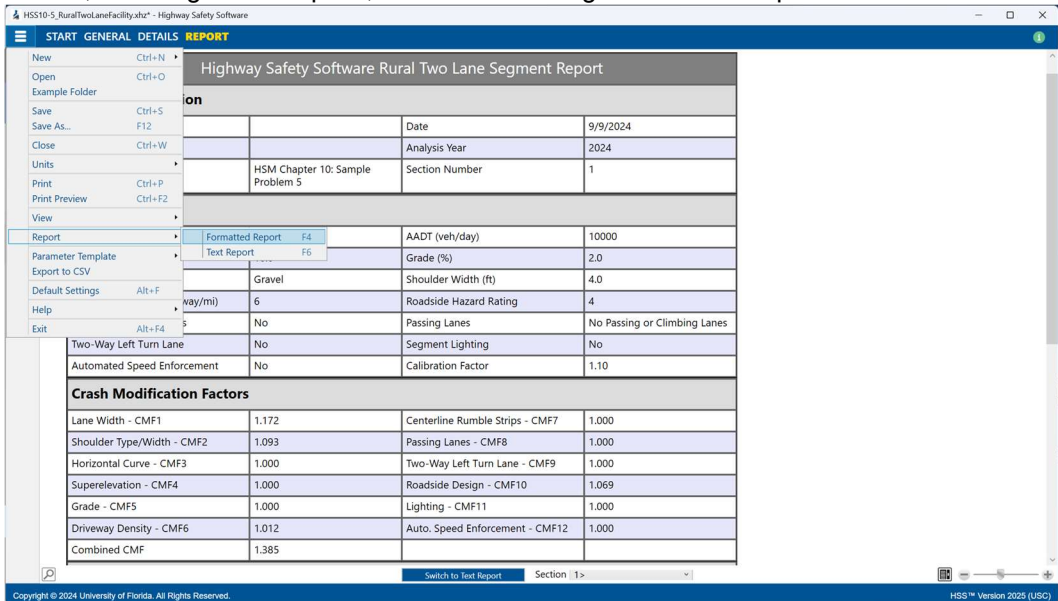 HSS10-5_RuralTwoLaneFacility.xhz* - Highway Safety Software
START GENERAL DETAILS REPORT
New Ctrl+N
Open Ctrl+O
Example Folder
Save Ctrl+S
Save As... F12
Close Ctrl+W
Units
Print Ctrl+P
Print Preview Ctrl+F2
View
Report
Parameter Template
Export to CSV
Default Settings Alt+F
Help
Exit Alt+F4
Formatted Report F4
Text Report F6
Highway Safety Software Rural Two Lane Segment Report
ion
Date 9/9/2024
Analysis Year 2024
HSM Chapter 10: Sample Section Number 1
Problem 5
AADT (veh/day) 10000
Grade (%) 2.0
Gravel Shoulder Width (ft) 4.0
way/mi) 6 Roadside Hazard Rating 4
s No Passing Lanes No Passing or Climbing Lanes
Two-Way Left Turn Lane No Segment Lighting No
Automated Speed Enforcement No Calibration Factor 1.10
Crash Modification Factors
Lane Width - CMF1 1.172 Centerline Rumble Strips - CMF7 1.000
Shoulder Type/Width - CMF2 1.093 Passing Lanes - CMF8 1.000
Horizontal Curve - CMF3 1.000 Two-Way Left Turn Lane - CMF9 1.000
Superelevation - CMF4 1.000 Roadside Design - CMF10 1.069
Grade - CMF5 1.000 Lighting - CMF11 1.000
Driveway Density - CMF6 1.012 Auto. Speed Enforcement - CMF12 1.000
Combined CMF 1.385
Switch to Text Report Section 1>
Copyright © 2024 University of Florida. All Rights Reserved. HSS™ Version 2025 (USC)